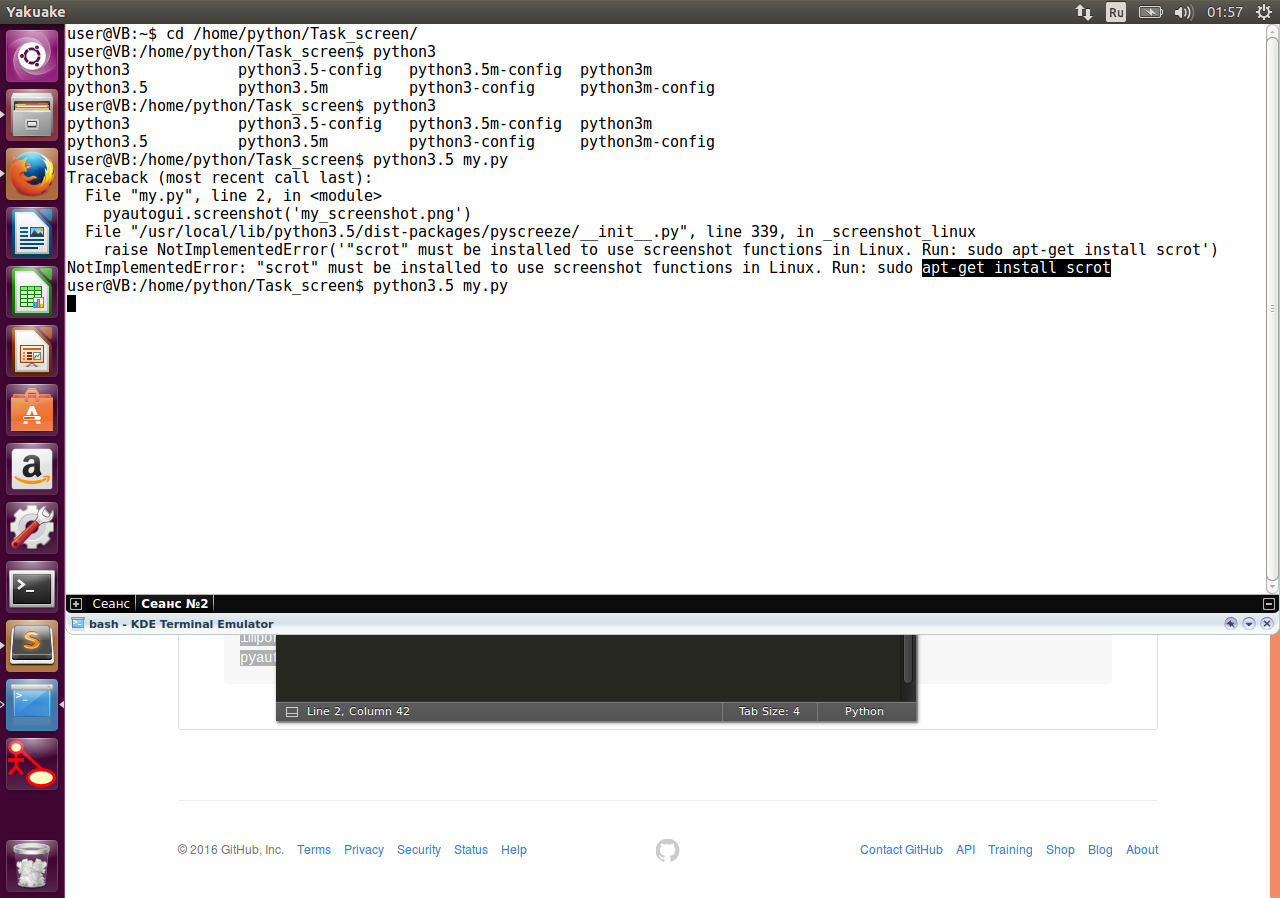 Yakuake
Ru
01:57
user@VB:~$ cd /home/python/Task_screen/
user@VB:/home/python/Task_screen$ python3
python3            python3.5-config   python3.5m-config  python3m
python3.5          python3.5m         python3-config     python3m-config
user@VB:/home/python/Task_screen$ python3
python3            python3.5-config   python3.5m-config  python3m
python3.5          python3.5m         python3-config     python3m-config
user@VB:/home/python/Task_screen$ python3.5 my.py
Traceback (most recent call last):
  File "my.py", line 2, in <module>
    pyautogui.screenshot('my_screenshot.png')
  File "/usr/local/lib/python3.5/dist-packages/pyscreeze/__init__.py", line 339, in _screenshot_linux
    raise NotImplementedError('"scrot" must be installed to use screenshot functions in Linux. Run: sudo apt-get install scrot')
NotImplementedError: "scrot" must be installed to use screenshot functions in Linux. Run: sudo apt-get install scrot
user@VB:/home/python/Task_screen$ python3.5 my.py
Сеанс Сеанс №2
bash - KDE Terminal Emulator
impor
pyaut
Line 2, Column 42 Tab Size: 4 Python
© 2016 GitHub, Inc. Terms Privacy Security Status Help Contact GitHub API Training Shop Blog About